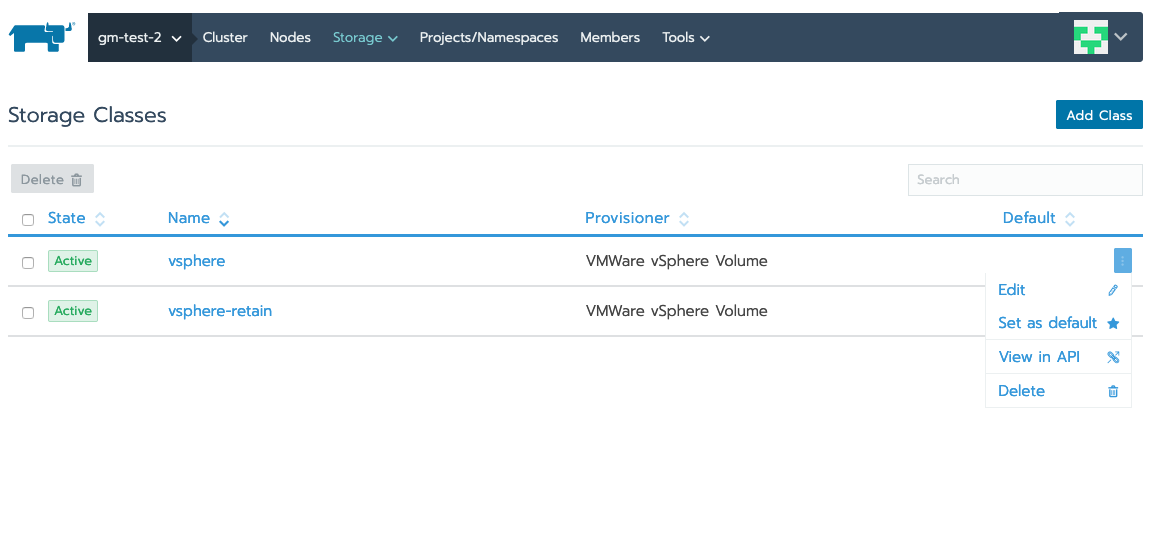 gm-test-2 Cluster Nodes Storage Projects/Namespaces Members Tools
Storage Classes Add Class
Delete Search
State Name Provisioner Default
Active vsphere VMWare vSphere Volume
Active vsphere-retain VMWare vSphere Volume
Edit
Set as default
View in API
Delete